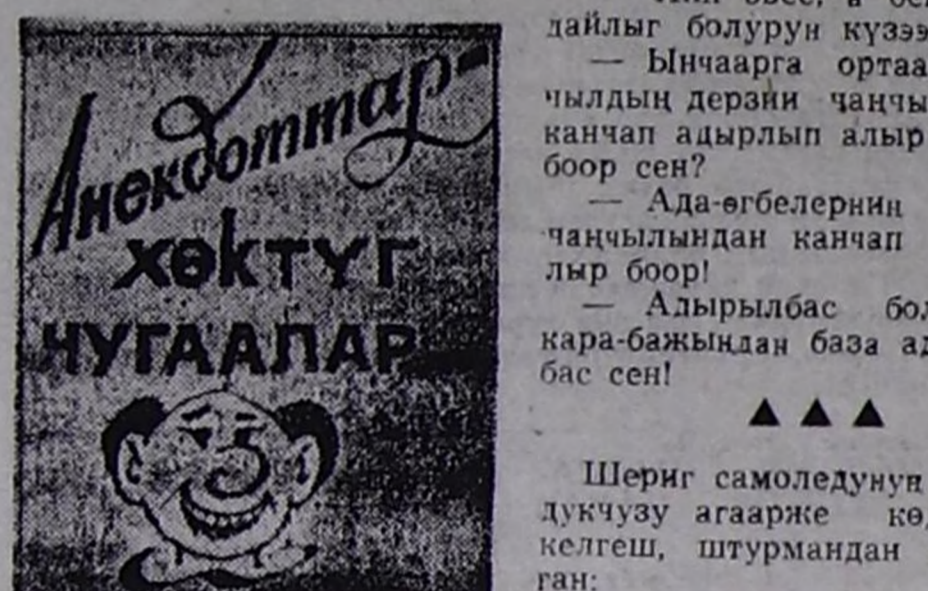 Анекдоттар-
хөктүг
чугаалар
дайлыг болурун күзээ
— Ынчаарга ортаа
чылдың дерзии чаңчы
канчап адырлып алыр
боор сен?
— Ада-өгбелерниң
чаңчылындан канчап
лыр боор!
— Адырылбас бол
кара-бажыңдан база ад
бас сен!
▲ ▲ ▲
Шериг самоледунуң
дукчузу агаарже кө
келгеш, штурмандан
ган: